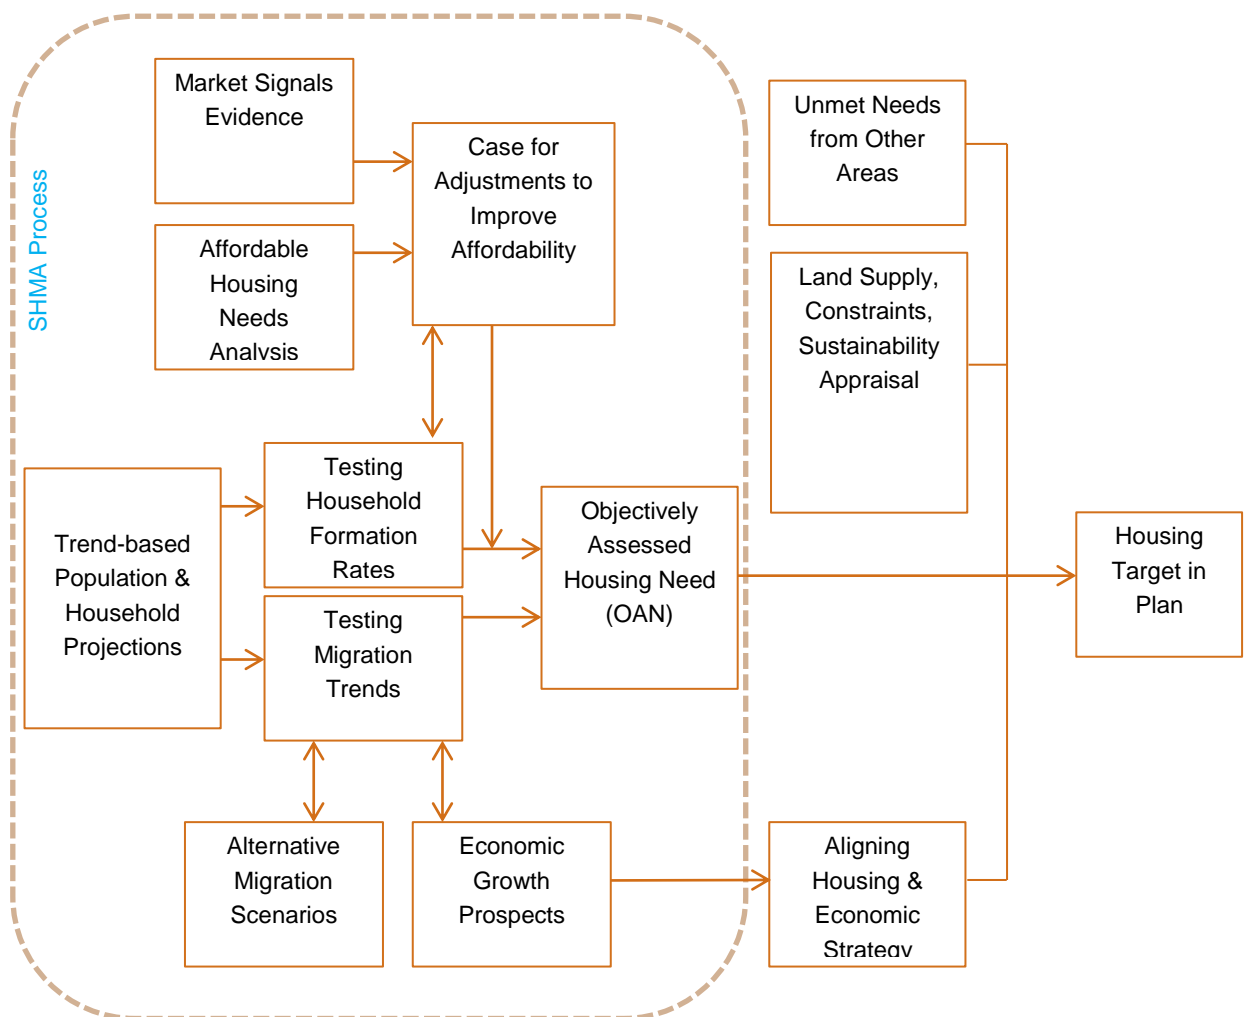 SHMA Process
Market Signals
Evidence
Affordable
Housing
Needs
Analysis
Case for
Adjustments to
Improve
Affordability
Unmet Needs
from Other
Areas
Land Supply,
Constraints,
Sustainability
Appraisal
Trend-based
Population &
Household
Projections
Testing
Household
Formation
Rates
Testing
Migration
Trends
Objectively
Assessed
Housing Need
(OAN)
Housing
Target in
Plan
Alternative
Migration
Scenarios
Economic
Growth
Prospects
Aligning
Housing &
Economic
Strategy